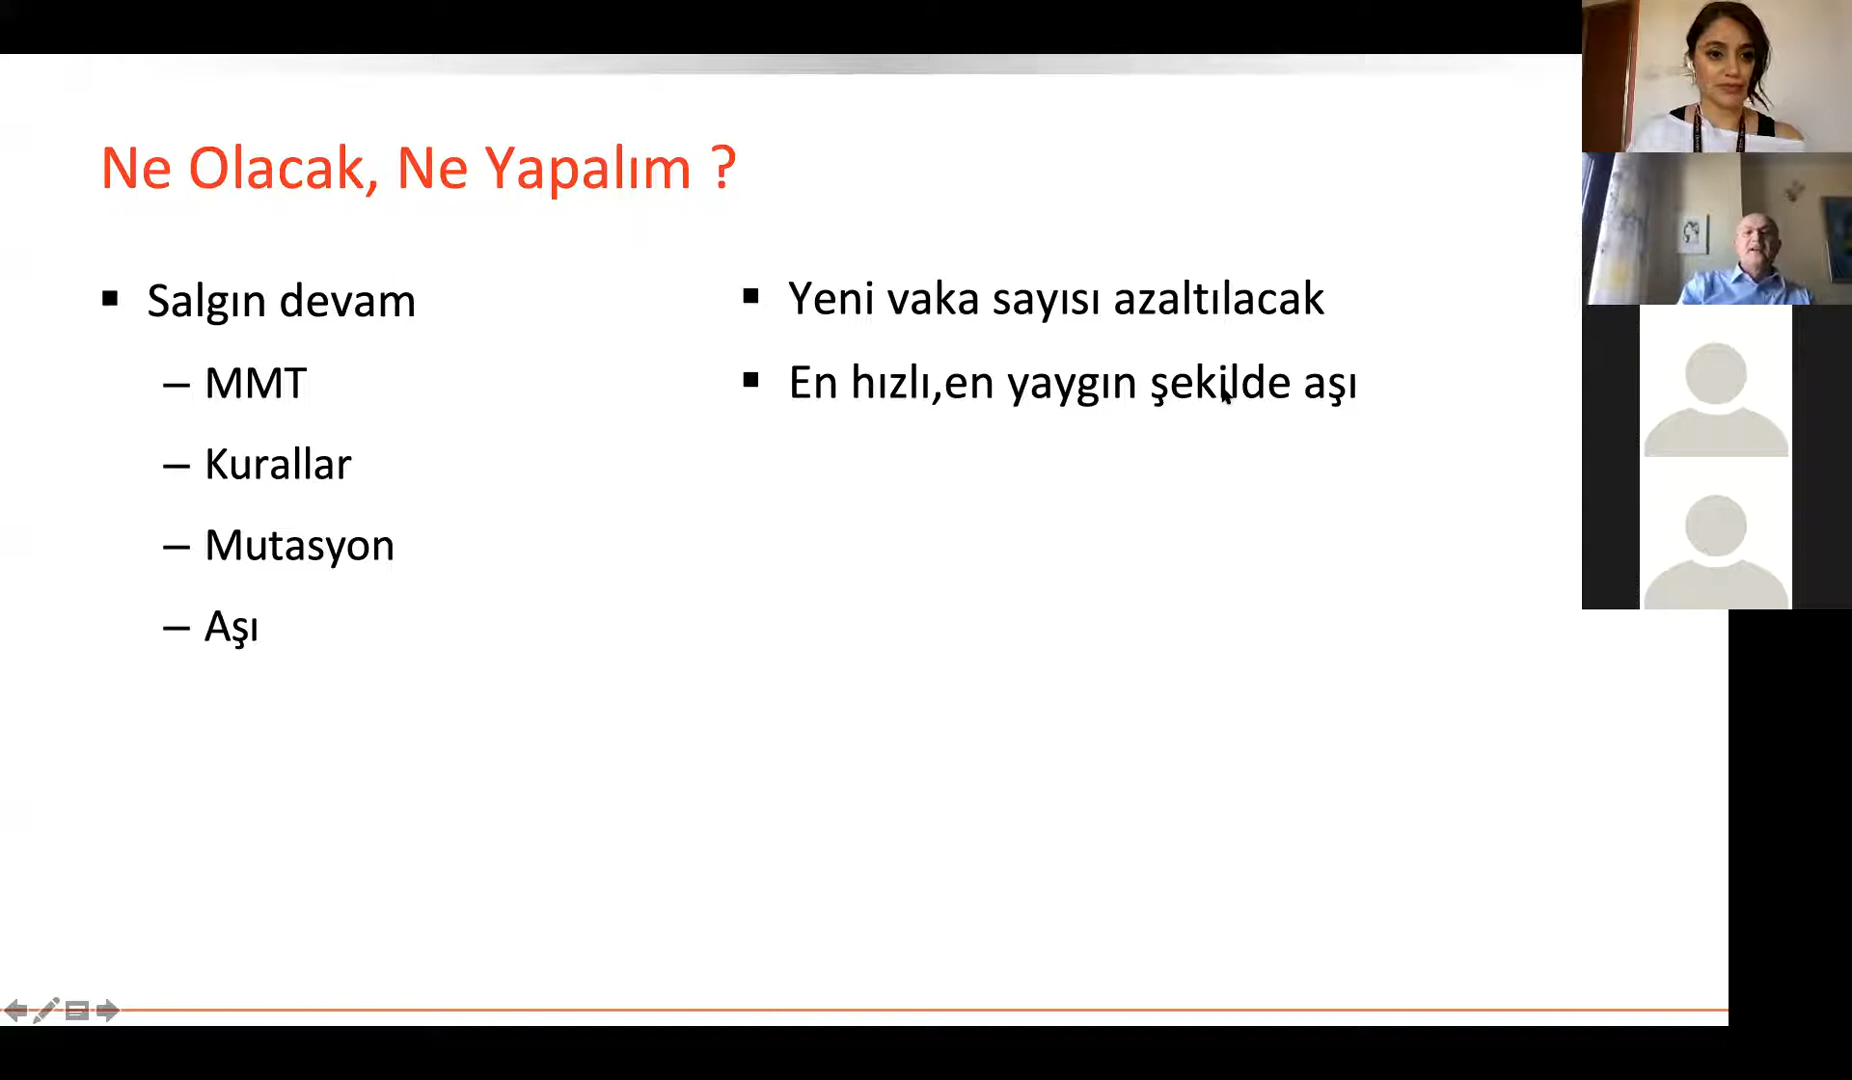 Ne Olacak, Ne Yapalım ?
Salgın devam
– MMT
– Kurallar
– Mutasyon
– Aşı
Yeni vaka sayısı azaltılacak
En hızlı,en yaygın şekilde aşı